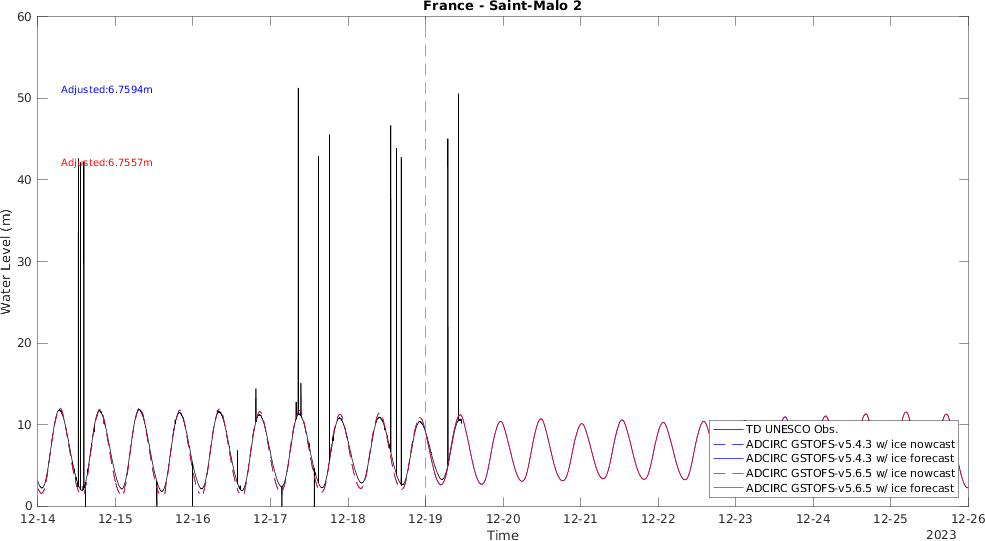 France - Saint-Malo 2
60
50
40
30
20
10
0
Water Level (m)
Adjusted:6.7594m
Adjusted:6.7557m
TD UNESCO Obs.
ADCIRC GSTOFS-v5.4.3 w/ ice nowcast
ADCIRC GSTOFS-v5.4.3 w/ ice forecast
ADCIRC GSTOFS-v5.6.5 w/ ice nowcast
ADCIRC GSTOFS-v5.6.5 w/ ice forecast
12-14 12-15 12-16 12-17 12-18 12-19 12-20 12-21 12-22 12-23 12-24 12-25 12-26
Time
2023